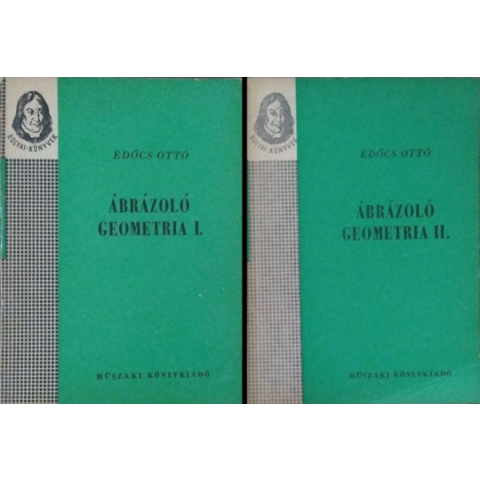 BOLYAI-KÖNYVEK
EDŐCS OTTÓ
ÁBRÁZOLÓ
GEOMETRIA I.
MŰSZAKI KÖNYVKIADÓ
BOLYAI-KÖNYVEK
EDŐCS OTTÓ
ÁBRÁZOLÓ
GEOMETRIA II.
MŰSZAKI KÖNYVKIADÓ